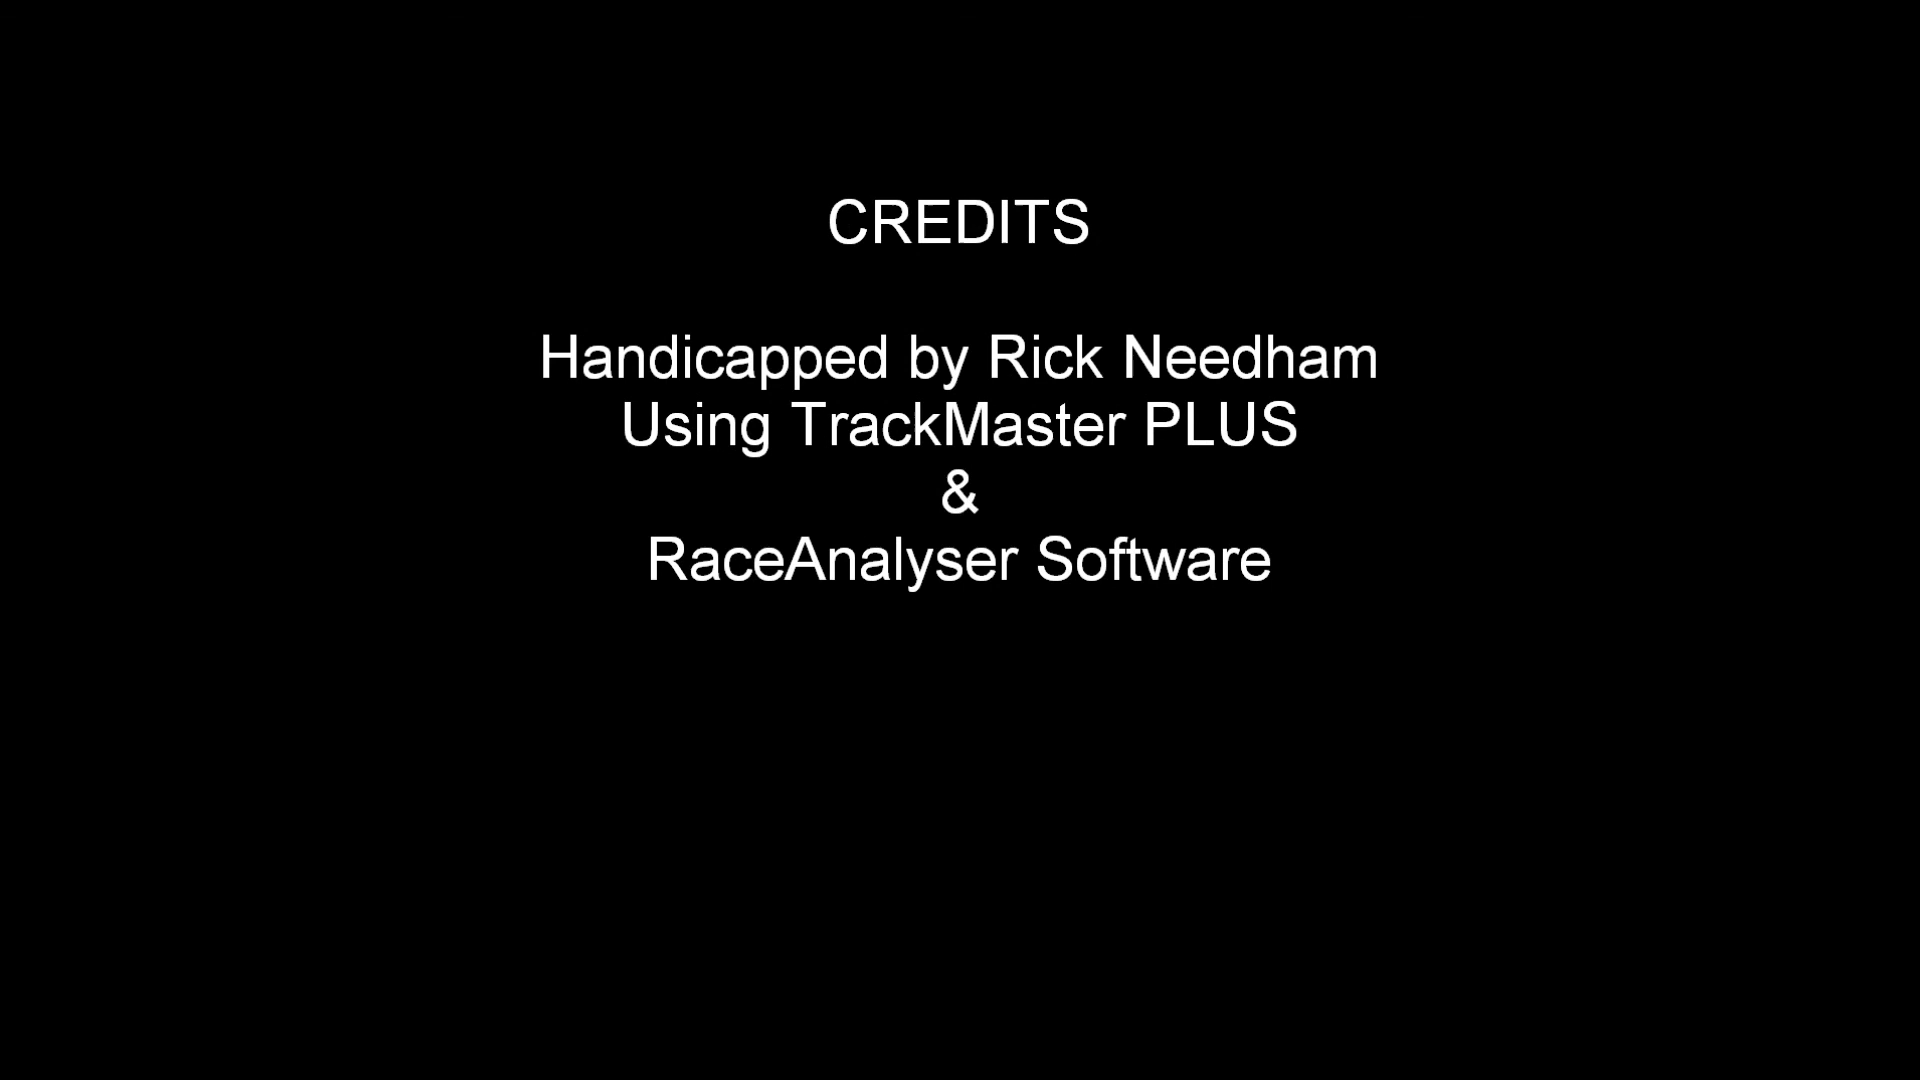 CREDITS
Handicapped by Rick Needham
Using TrackMaster PLUS
&
RaceAnalyser Software